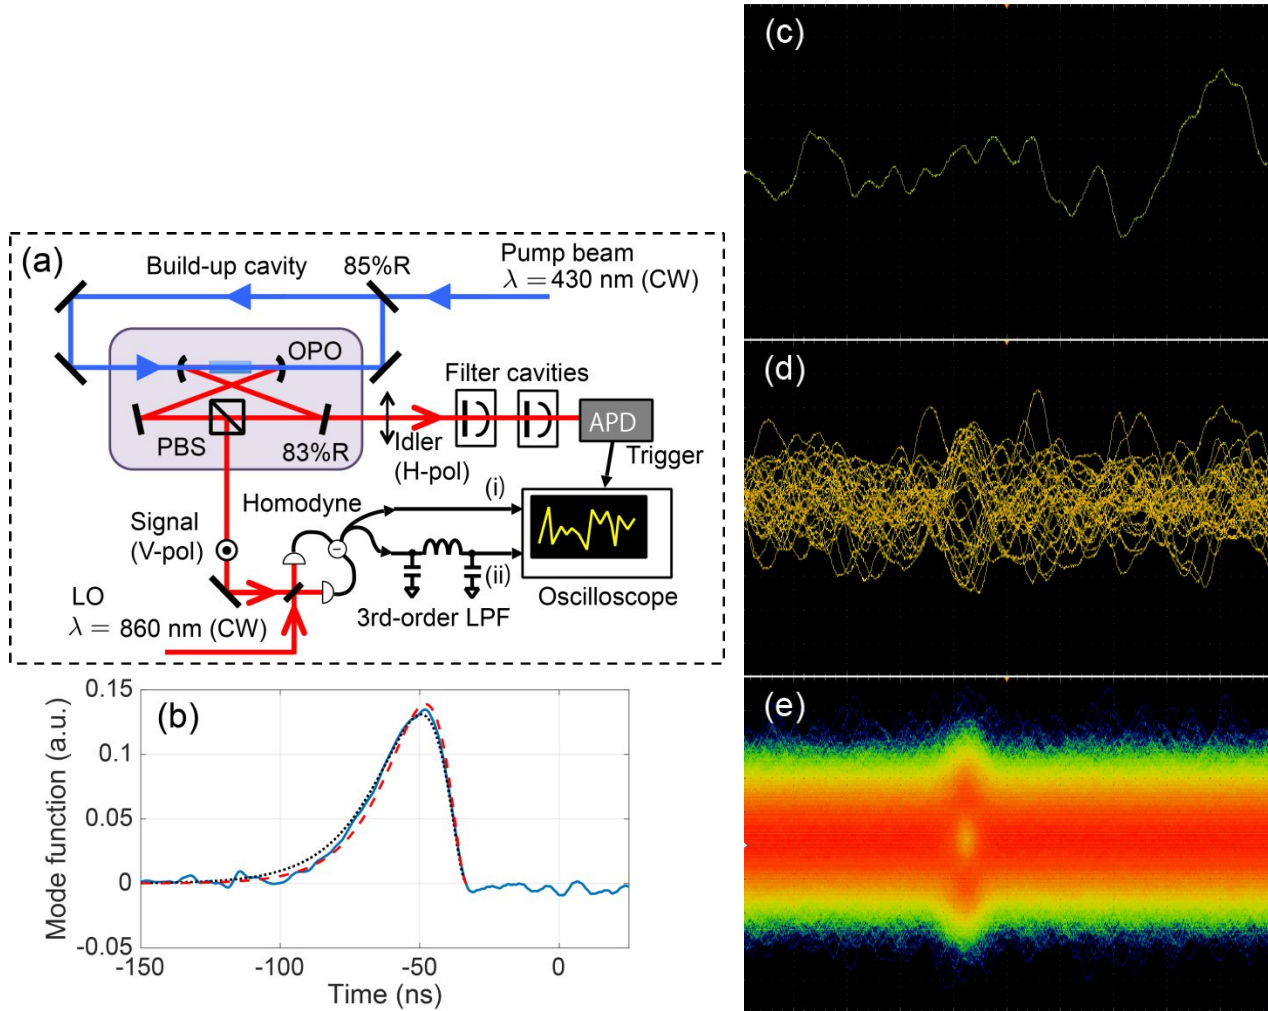 (a)
Build-up cavity
85%R
Pump beam
λ = 430 nm (CW)
OPO
PBS
83%R
Idler
(H-pol)
Filter cavities
APD
Trigger
Signal
(V-pol)
Homodyne
(i)
(ii)
LO
λ = 860 nm (CW)
3rd-order LPF
Oscilloscope
(b)
Mode function (a.u.)
0.15
0.1
0.05
0
-0.05
-150
-100
-50
0
Time (ns)
(c)
(d)
(e)